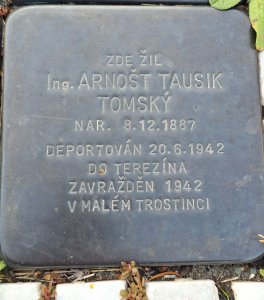 ZDE ŽIL
Ing. ARNOŠT TAUSIK
TOMSKÝ
NAR. 8.12.1887
DEPORTOVÁN 20.6.1942
DO TEREZÍNA
ZAVRAŽDĚN 1942
V MALÉM TROSTINCI